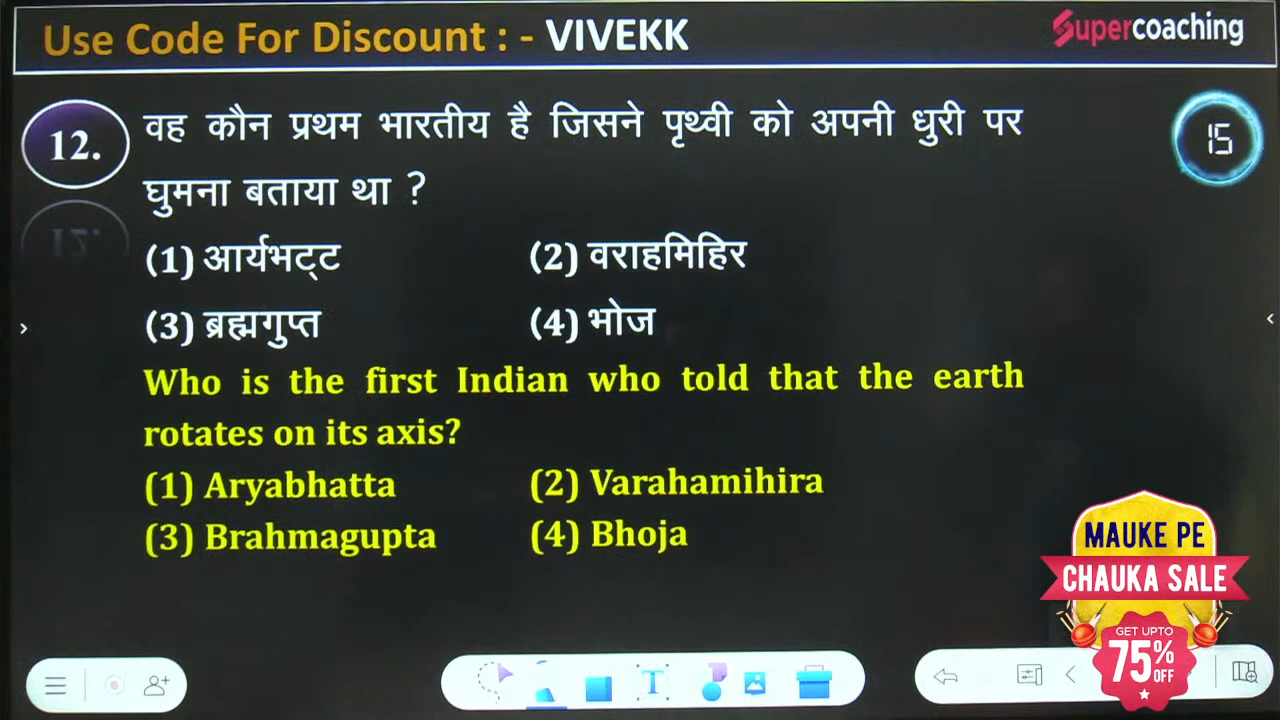 Use Code For Discount : - VIVEKK
Supercoaching
12.
वह कौन प्रथम भारतीय है जिसने पृथ्वी को अपनी धुरी पर
घुमना बताया था ?
15
(1) आर्यभट्ट (2) वराहमिहिर
(3) ब्रह्मगुप्त (4) भोज
Who is the first Indian who told that the earth
rotates on its axis?
(1) Aryabhatta (2) Varahamihira
(3) Brahmagupta (4) Bhoja
MAUKE PE
CHAUKA SALE
GET UPTO
75% OFF